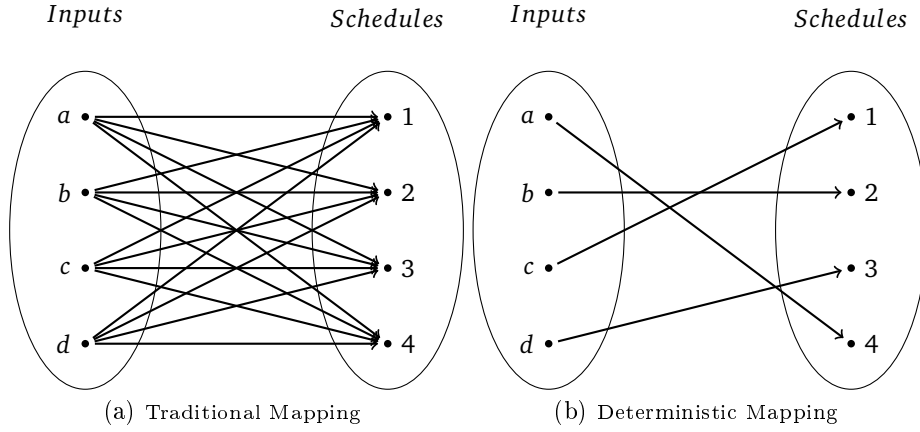 Inputs Schedules Inputs Schedules
a 1 a 1
b 2 b 2
c 3 c 3
d 4 d 4
(a) Traditional Mapping (b) Deterministic Mapping